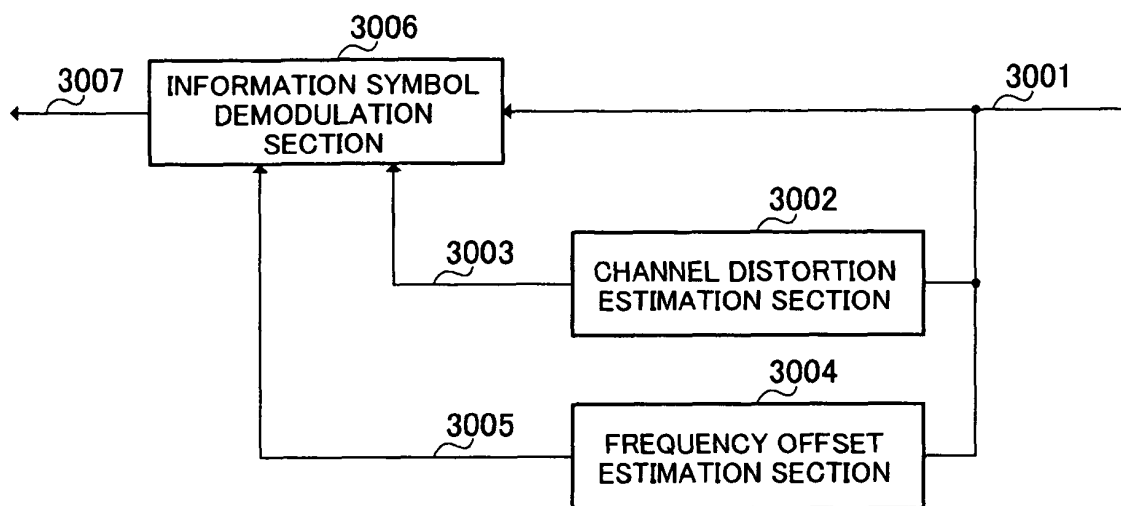 3006
3007
INFORMATION SYMBOL
DEMODULATION
SECTION
3001
3002
3003
CHANNEL DISTORTION
ESTIMATION SECTION
3004
3005
FREQUENCY OFFSET
ESTIMATION SECTION